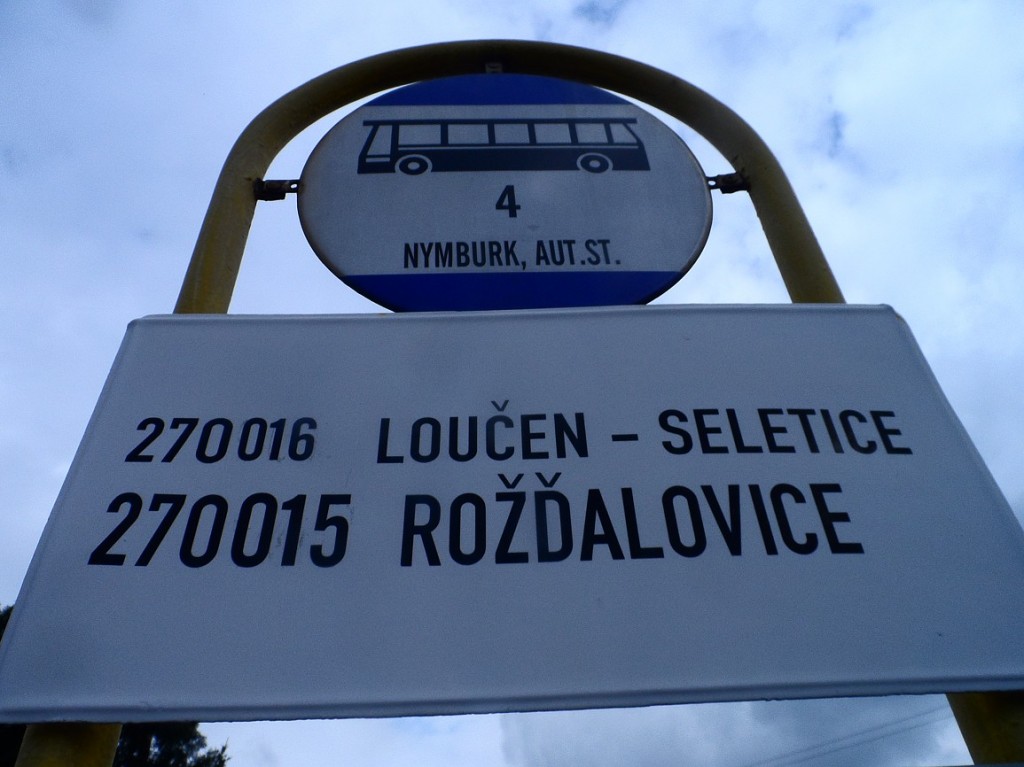 4
NYMBURK, AUT.ST.
270016 LOUČEN – SELETICE
270015 ROŽĎALOVICE